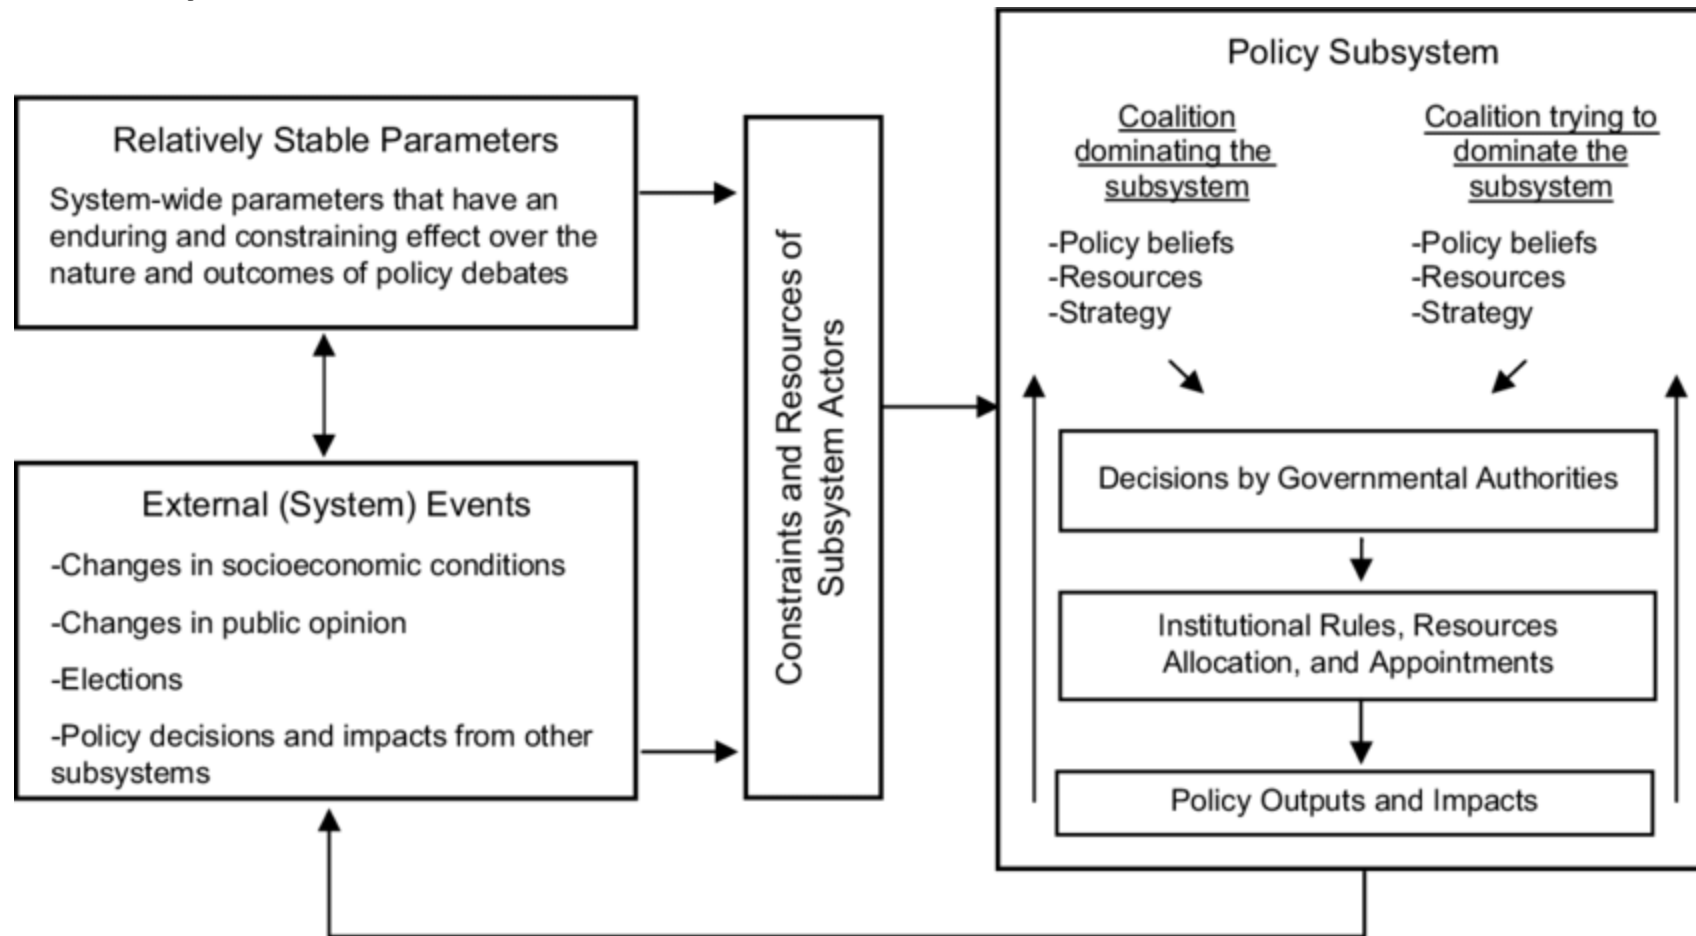 Relatively Stable Parameters
System-wide parameters that have an
enduring and constraining effect over the
nature and outcomes of policy debates
External (System) Events
-Changes in socioeconomic conditions
-Changes in public opinion
-Elections
-Policy decisions and impacts from other
subsystems
Constraints and Resources of
Subsystem Actors
Policy Subsystem
Coalition
dominating the
subsystem
-Policy beliefs
-Resources
-Strategy
Coalition trying to
dominate the
subsystem
-Policy beliefs
-Resources
-Strategy
Decisions by Governmental Authorities
Institutional Rules, Resources
Allocation, and Appointments
Policy Outputs and Impacts